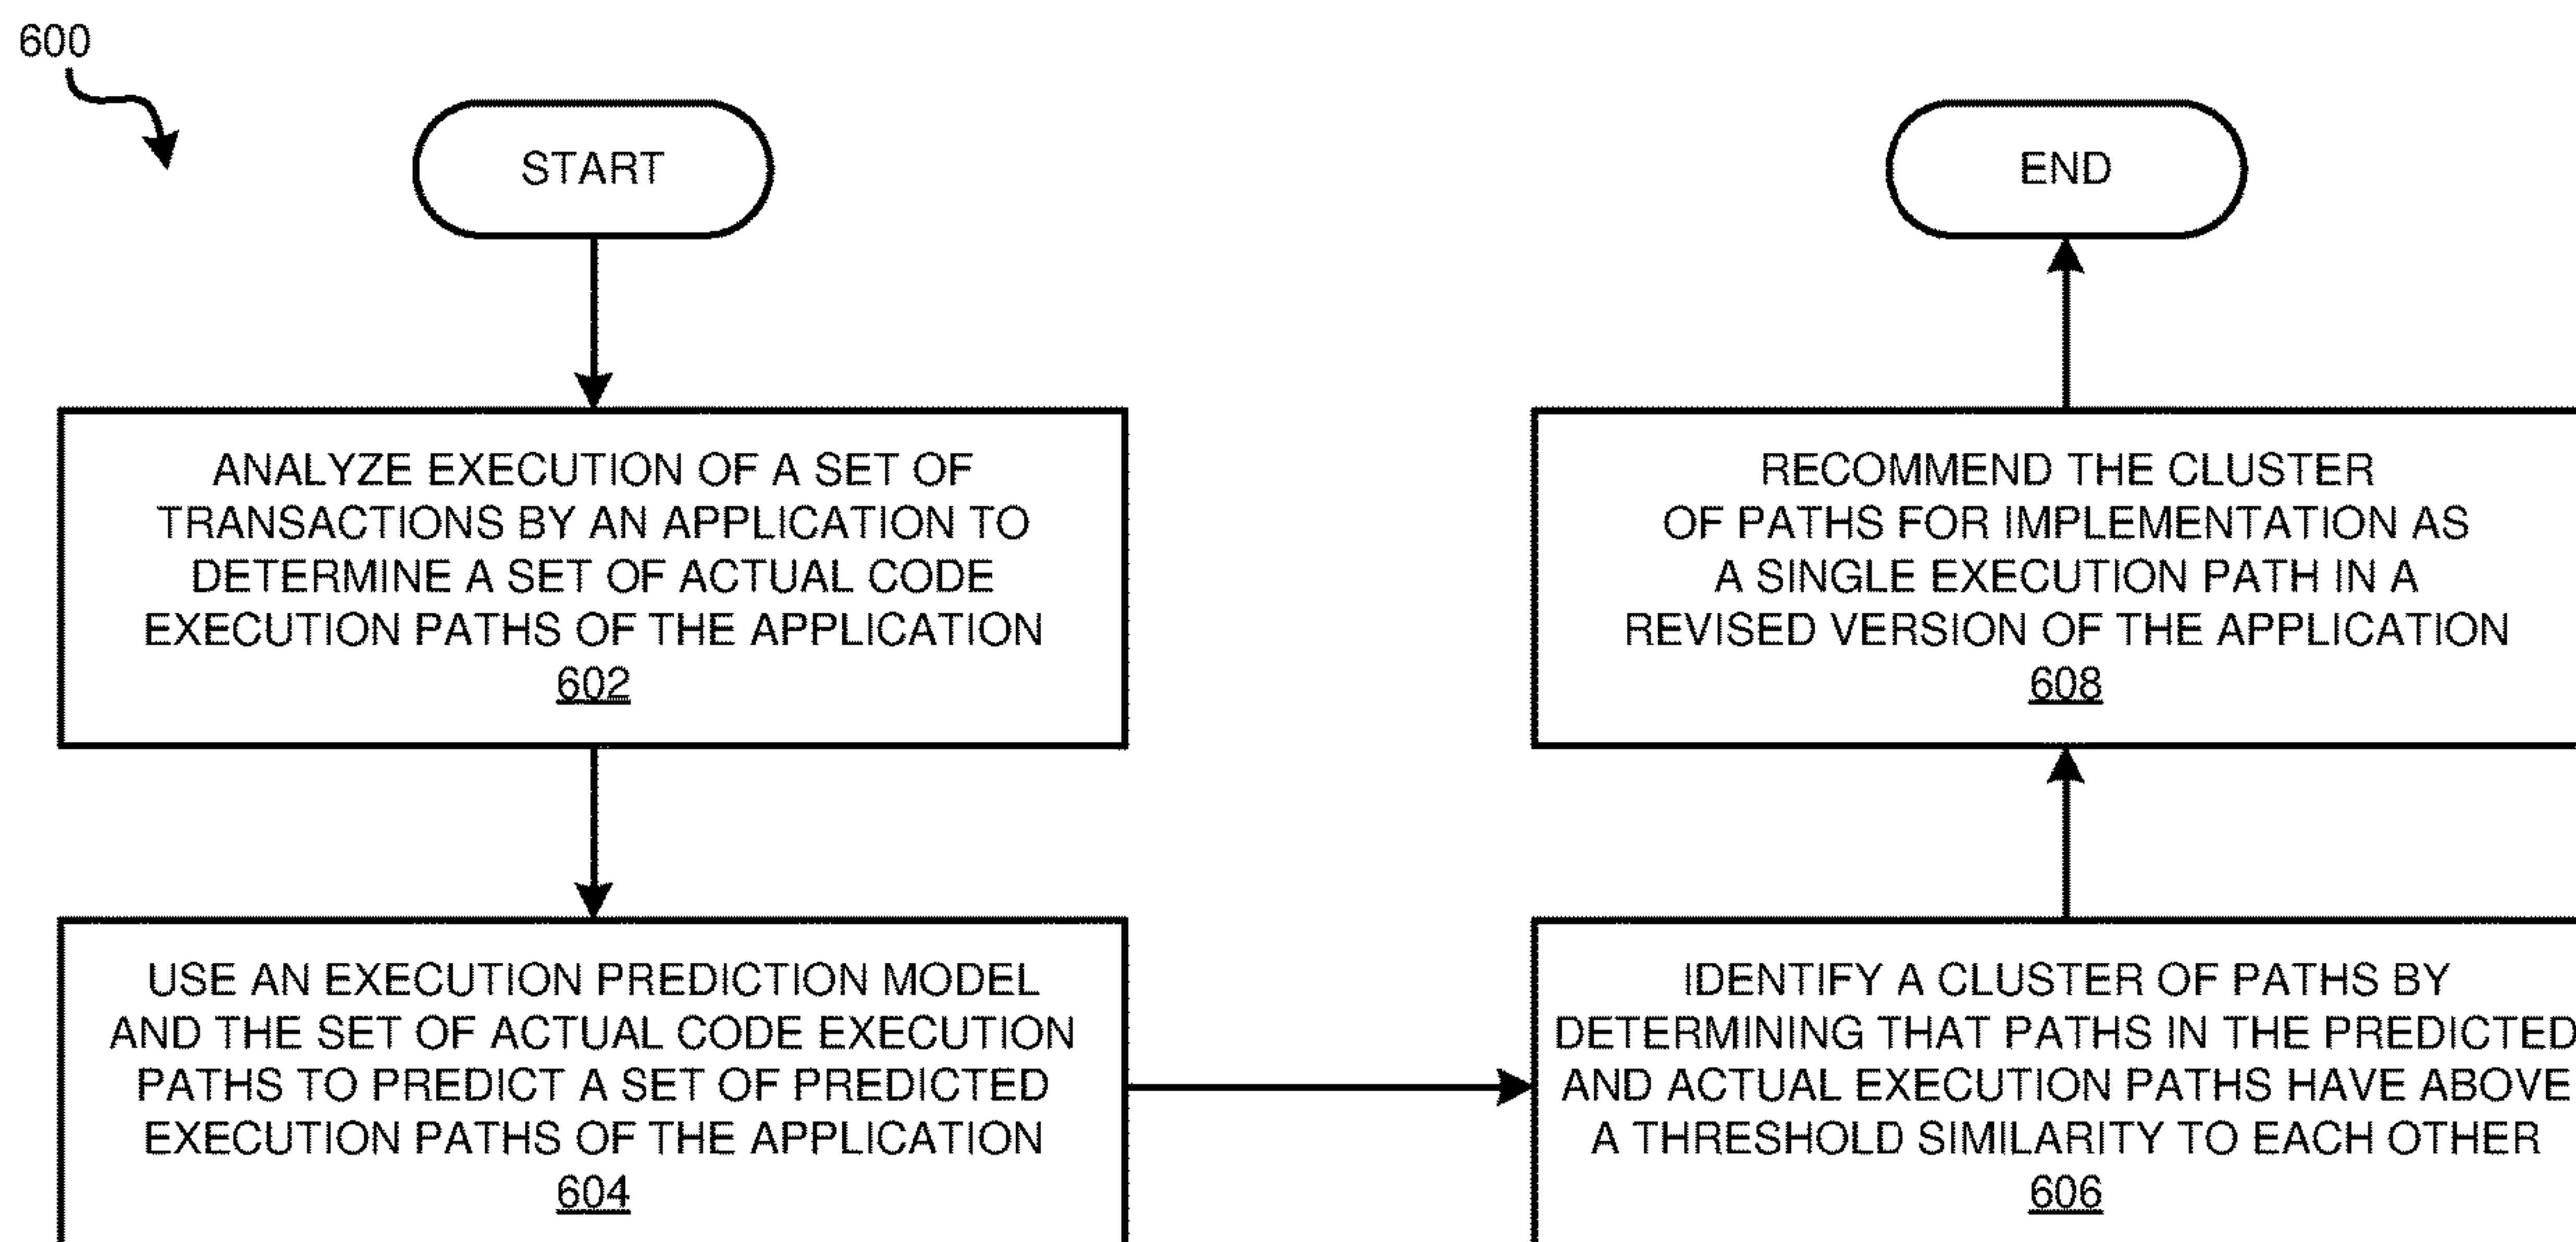 600
START
ANALYZE EXECUTION OF A SET OF
TRANSACTIONS BY AN APPLICATION TO
DETERMINE A SET OF ACTUAL CODE
EXECUTION PATHS OF THE APPLICATION
602
USE AN EXECUTION PREDICTION MODEL
AND THE SET OF ACTUAL CODE EXECUTION
PATHS TO PREDICT A SET OF PREDICTED
EXECUTION PATHS OF THE APPLICATION
604
IDENTIFY A CLUSTER OF PATHS BY
DETERMINING THAT PATHS IN THE PREDICTED
AND ACTUAL EXECUTION PATHS HAVE ABOVE
A THRESHOLD SIMILARITY TO EACH OTHER
606
RECOMMEND THE CLUSTER
OF PATHS FOR IMPLEMENTATION AS
A SINGLE EXECUTION PATH IN A
REVISED VERSION OF THE APPLICATION
608
END